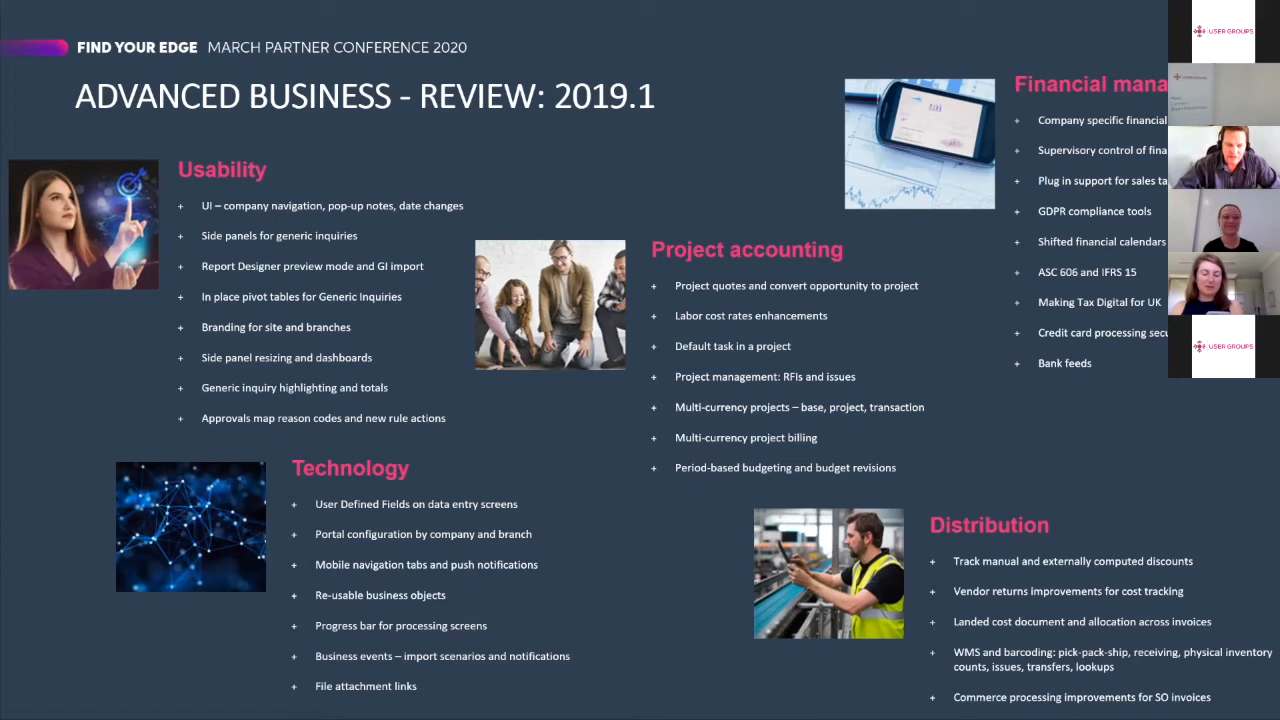 FIND YOUR EDGE MARCH PARTNER CONFERENCE 2020
ADVANCED BUSINESS - REVIEW: 2019.1
Usability
+ UI – company navigation, pop-up notes, date changes
+ Side panels for generic inquiries
+ Report Designer preview mode and GI import
+ In place pivot tables for Generic Inquiries
+ Branding for site and branches
+ Side panel resizing and dashboards
+ Generic inquiry highlighting and totals
+ Approvals map reason codes and new rule actions
Technology
+ User Defined Fields on data entry screens
+ Portal configuration by company and branch
+ Mobile navigation tabs and push notifications
+ Re-usable business objects
+ Progress bar for processing screens
+ Business events – import scenarios and notifications
+ File attachment links
Project accounting
+ Project quotes and convert opportunity to project
+ Labor cost rates enhancements
+ Default task in a project
+ Project management: RFIs and issues
+ Multi-currency projects – base, project, transaction
+ Multi-currency project billing
+ Period-based budgeting and budget revisions
Financial mana
+ Company specific financial
+ Supervisory control of fina
+ Plug in support for sales ta
+ GDPR compliance tools
+ Shifted financial calendars
+ ASC 606 and IFRS 15
+ Making Tax Digital for UK
+ Credit card processing secu
+ Bank feeds
Distribution
+ Track manual and externally computed discounts
+ Vendor returns improvements for cost tracking
+ Landed cost document and allocation across invoices
+ WMS and barcoding: pick-pack-ship, receiving, physical inventory
counts, issues, transfers, lookups
+ Commerce processing improvements for SO invoices
USER GROUPS
USER GROUPS